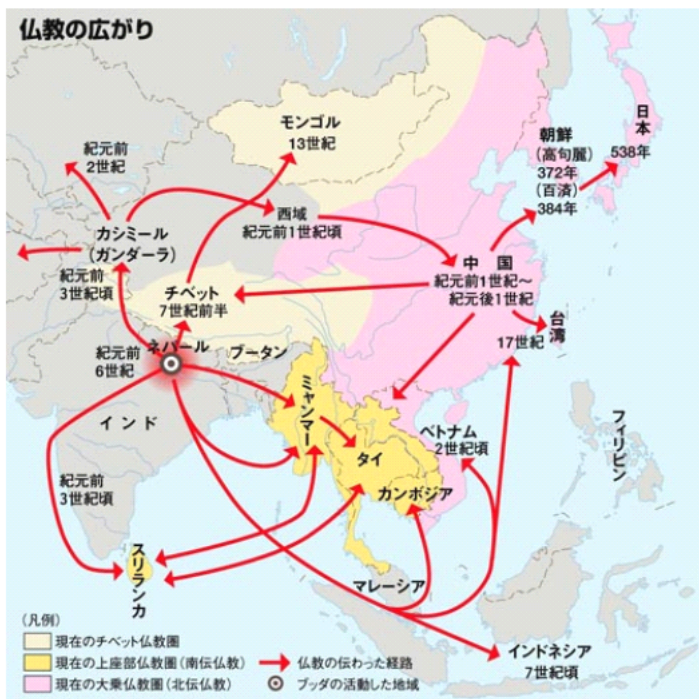 仏教の広がり
モンゴル
13世紀
紀元前
2世紀
日本
538年
朝鮮
(高句麗)
372年
(百済)
384年
西域
紀元前1世紀頃
カシミール
(ガンダーラ)
紀元前
3世紀頃
中国
紀元前1世紀～
紀元後1世紀
チベット
7世紀前半
台湾
17世紀
ネパール
ブータン
紀元前
6世紀
ミャンマー
インド
タイ
ベトナム
2世紀頃
フィリピン
紀元前
3世紀頃
カンボジア
スリランカ
マレーシア
インドネシア
7世紀頃
(凡例)
現在のチベット仏教圏
現在の上座部仏教圏(南伝仏教)
仏教の伝わった経路
現在の大乗仏教圏(北伝仏教)
ブッダの活動した地域